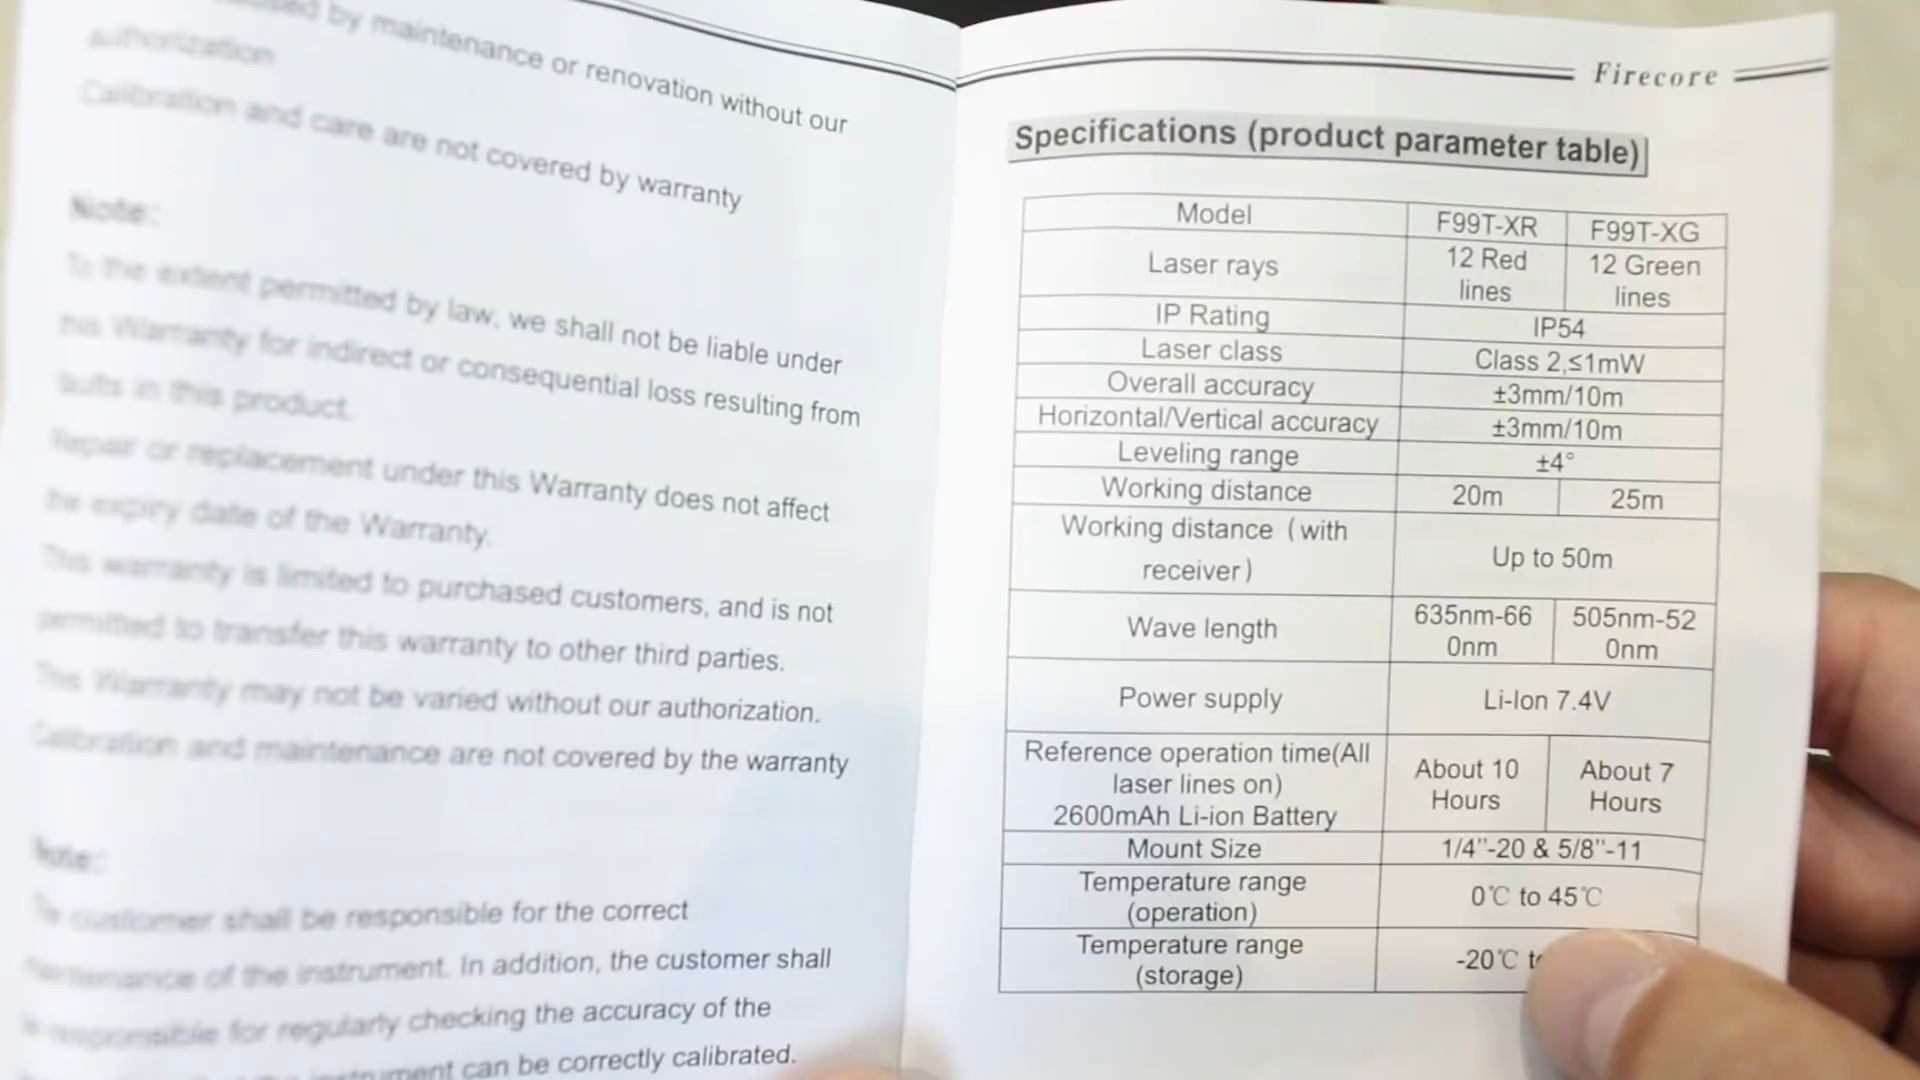 by maintenance or renovation without our
authorization
Calibration and care are not covered by warranty
Note:
To the extent permitted by law, we shall not be liable under
this Warranty for indirect or consequential loss resulting from
in this product.
Repair or replacement under this Warranty does not affect
the expiry date of the Warranty.
This warranty is limited to purchased customers, and is not
permitted to transfer this warranty to other third parties.
This Warranty may not be varied without our authorization.
Calibration and maintenance are not covered by the warranty
Note:
customer shall be responsible for the correct
of the instrument. In addition, the customer shall
responsible for regularly checking the accuracy of the
instrument can be correctly calibrated.
Firecore
Specifications (product parameter table)
Model F99T-XR F99T-XG
Laser rays 12 Red lines 12 Green lines
IP Rating IP54
Laser class Class 2,≤1mW
Overall accuracy ±3mm/10m
Horizontal/Vertical accuracy ±3mm/10m
Leveling range ±4°
Working distance 20m 25m
Working distance（with receiver） Up to 50m
Wave length 635nm-660nm 505nm-520nm
Power supply Li-Ion 7.4V
Reference operation time(All laser lines on) 2600mAh Li-ion Battery About 10 Hours About 7 Hours
Mount Size 1/4"-20 & 5/8"-11
Temperature range (operation) 0℃ to 45℃
Temperature range (storage) -20℃